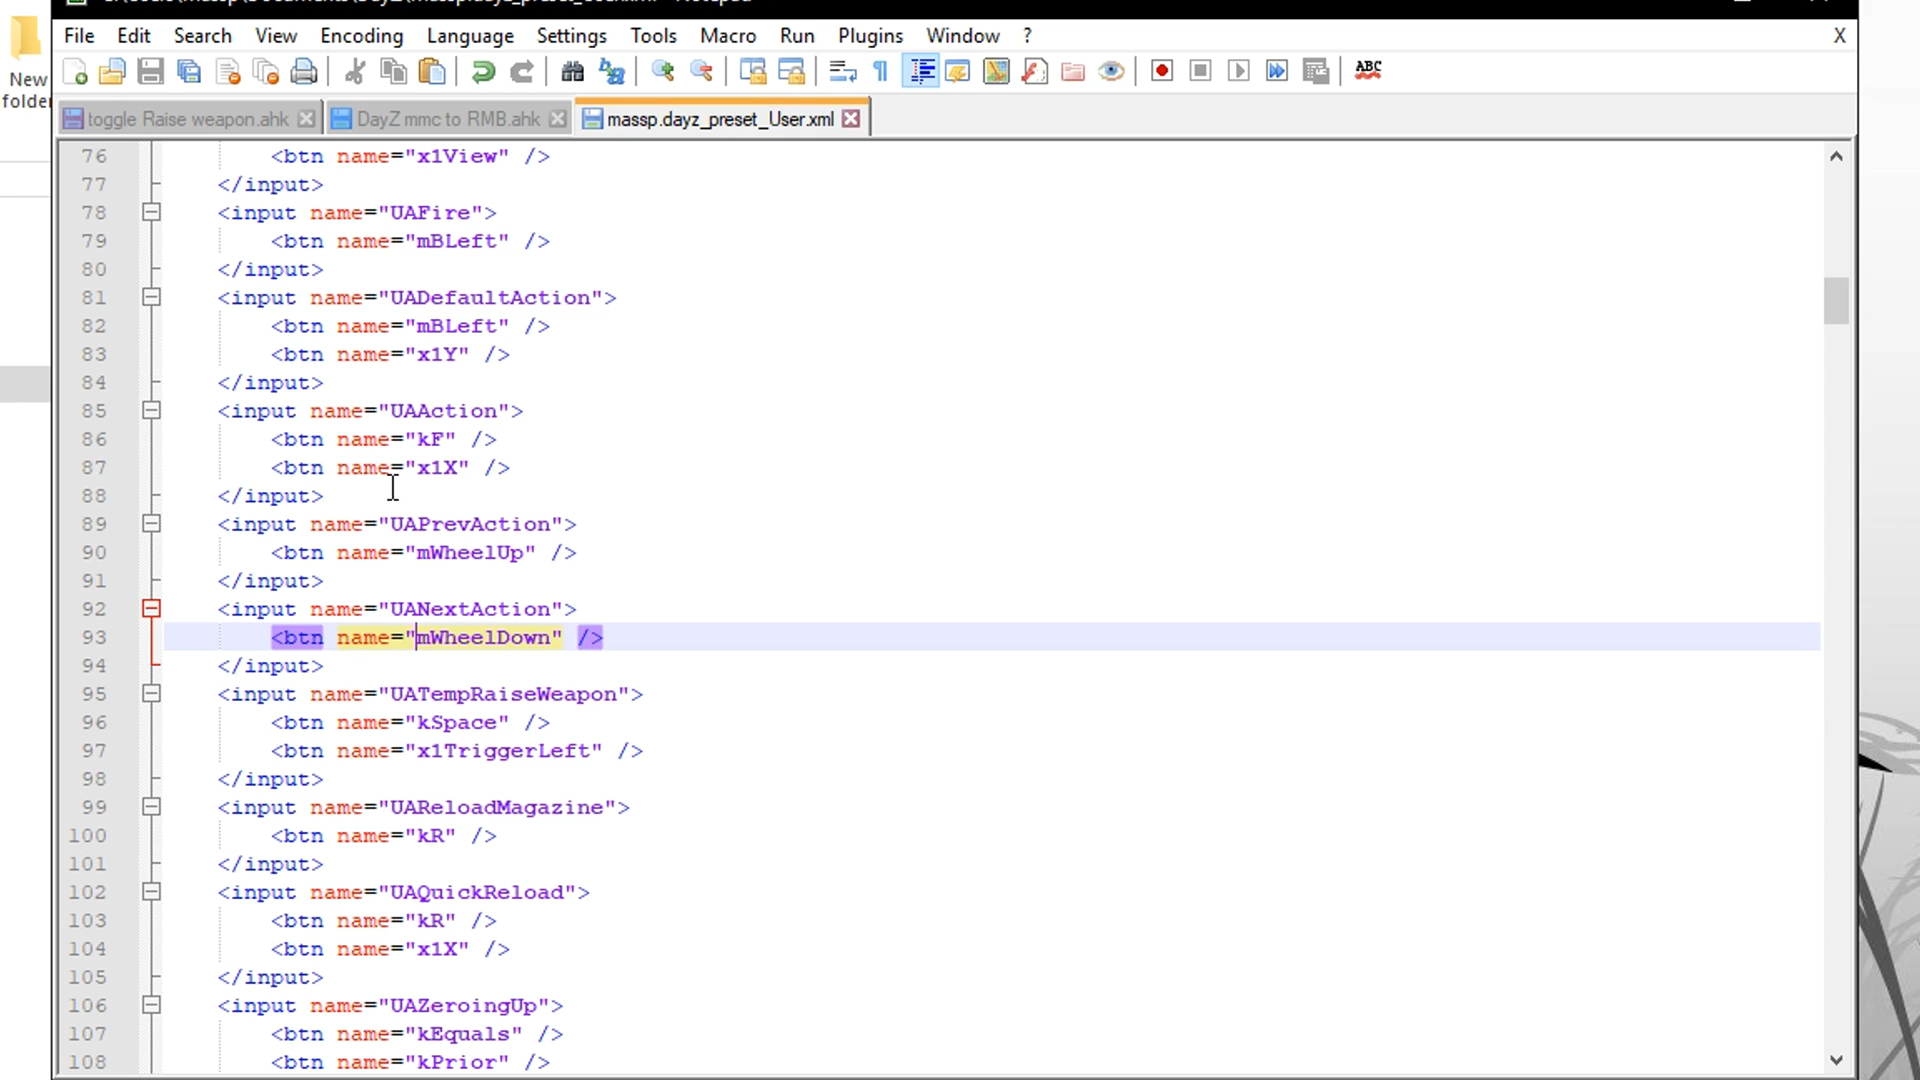 New
folder
File Edit Search View Encoding Language Settings Tools Macro Run Plugins Window ? X
ABC
toggle Raise weapon.ahk DayZ mmc to RMB.ahk massp.dayz_preset_User.xml
76 <btn name="x1View" />
77 </input>
78 <input name="UAFire">
79 <btn name="mBLeft" />
80 </input>
81 <input name="UADefaultAction">
82 <btn name="mBLeft" />
83 <btn name="x1Y" />
84 </input>
85 <input name="UAAction">
86 <btn name="kF" />
87 <btn name="x1X" />
88 </input>
89 <input name="UAPrevAction">
90 <btn name="mWheelUp" />
91 </input>
92 <input name="UANextAction">
93 <btn name="mWheelDown" />
94 </input>
95 <input name="UATempRaiseWeapon">
96 <btn name="kSpace" />
97 <btn name="x1TriggerLeft" />
98 </input>
99 <input name="UAReloadMagazine">
100 <btn name="kR" />
101 </input>
102 <input name="UAQuickReload">
103 <btn name="kR" />
104 <btn name="x1X" />
105 </input>
106 <input name="UAZeroingUp">
107 <btn name="kEquals" />
108 <btn name="kPrior" />